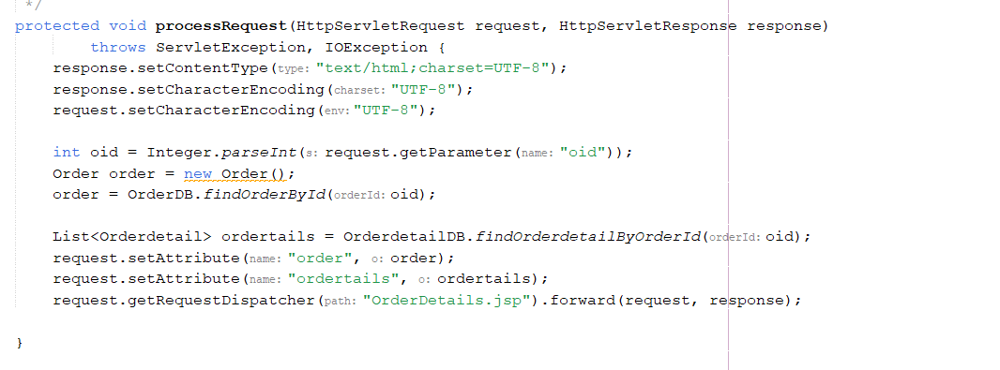 */
protected void processRequest(HttpServletRequest request, HttpServletResponse response)
throws ServletException, IOException {
response.setContentType(type: "text/html;charset=UTF-8");
response.setCharacterEncoding(charset: "UTF-8");
request.setCharacterEncoding(env: "UTF-8");
int oid = Integer.parseInt(s: request.getParameter(name: "oid"));
Order order = new Order();
order = OrderDB.findOrderById(orderId: oid);
List<Orderdetail> ordertails = OrderdetailDB.findOrderdetailByOrderId(orderId: oid);
request.setAttribute(name: "order", o: order);
request.setAttribute(name: "ordertails", o: ordertails);
request.getRequestDispatcher(path: "OrderDetails.jsp").forward(request, response);
}